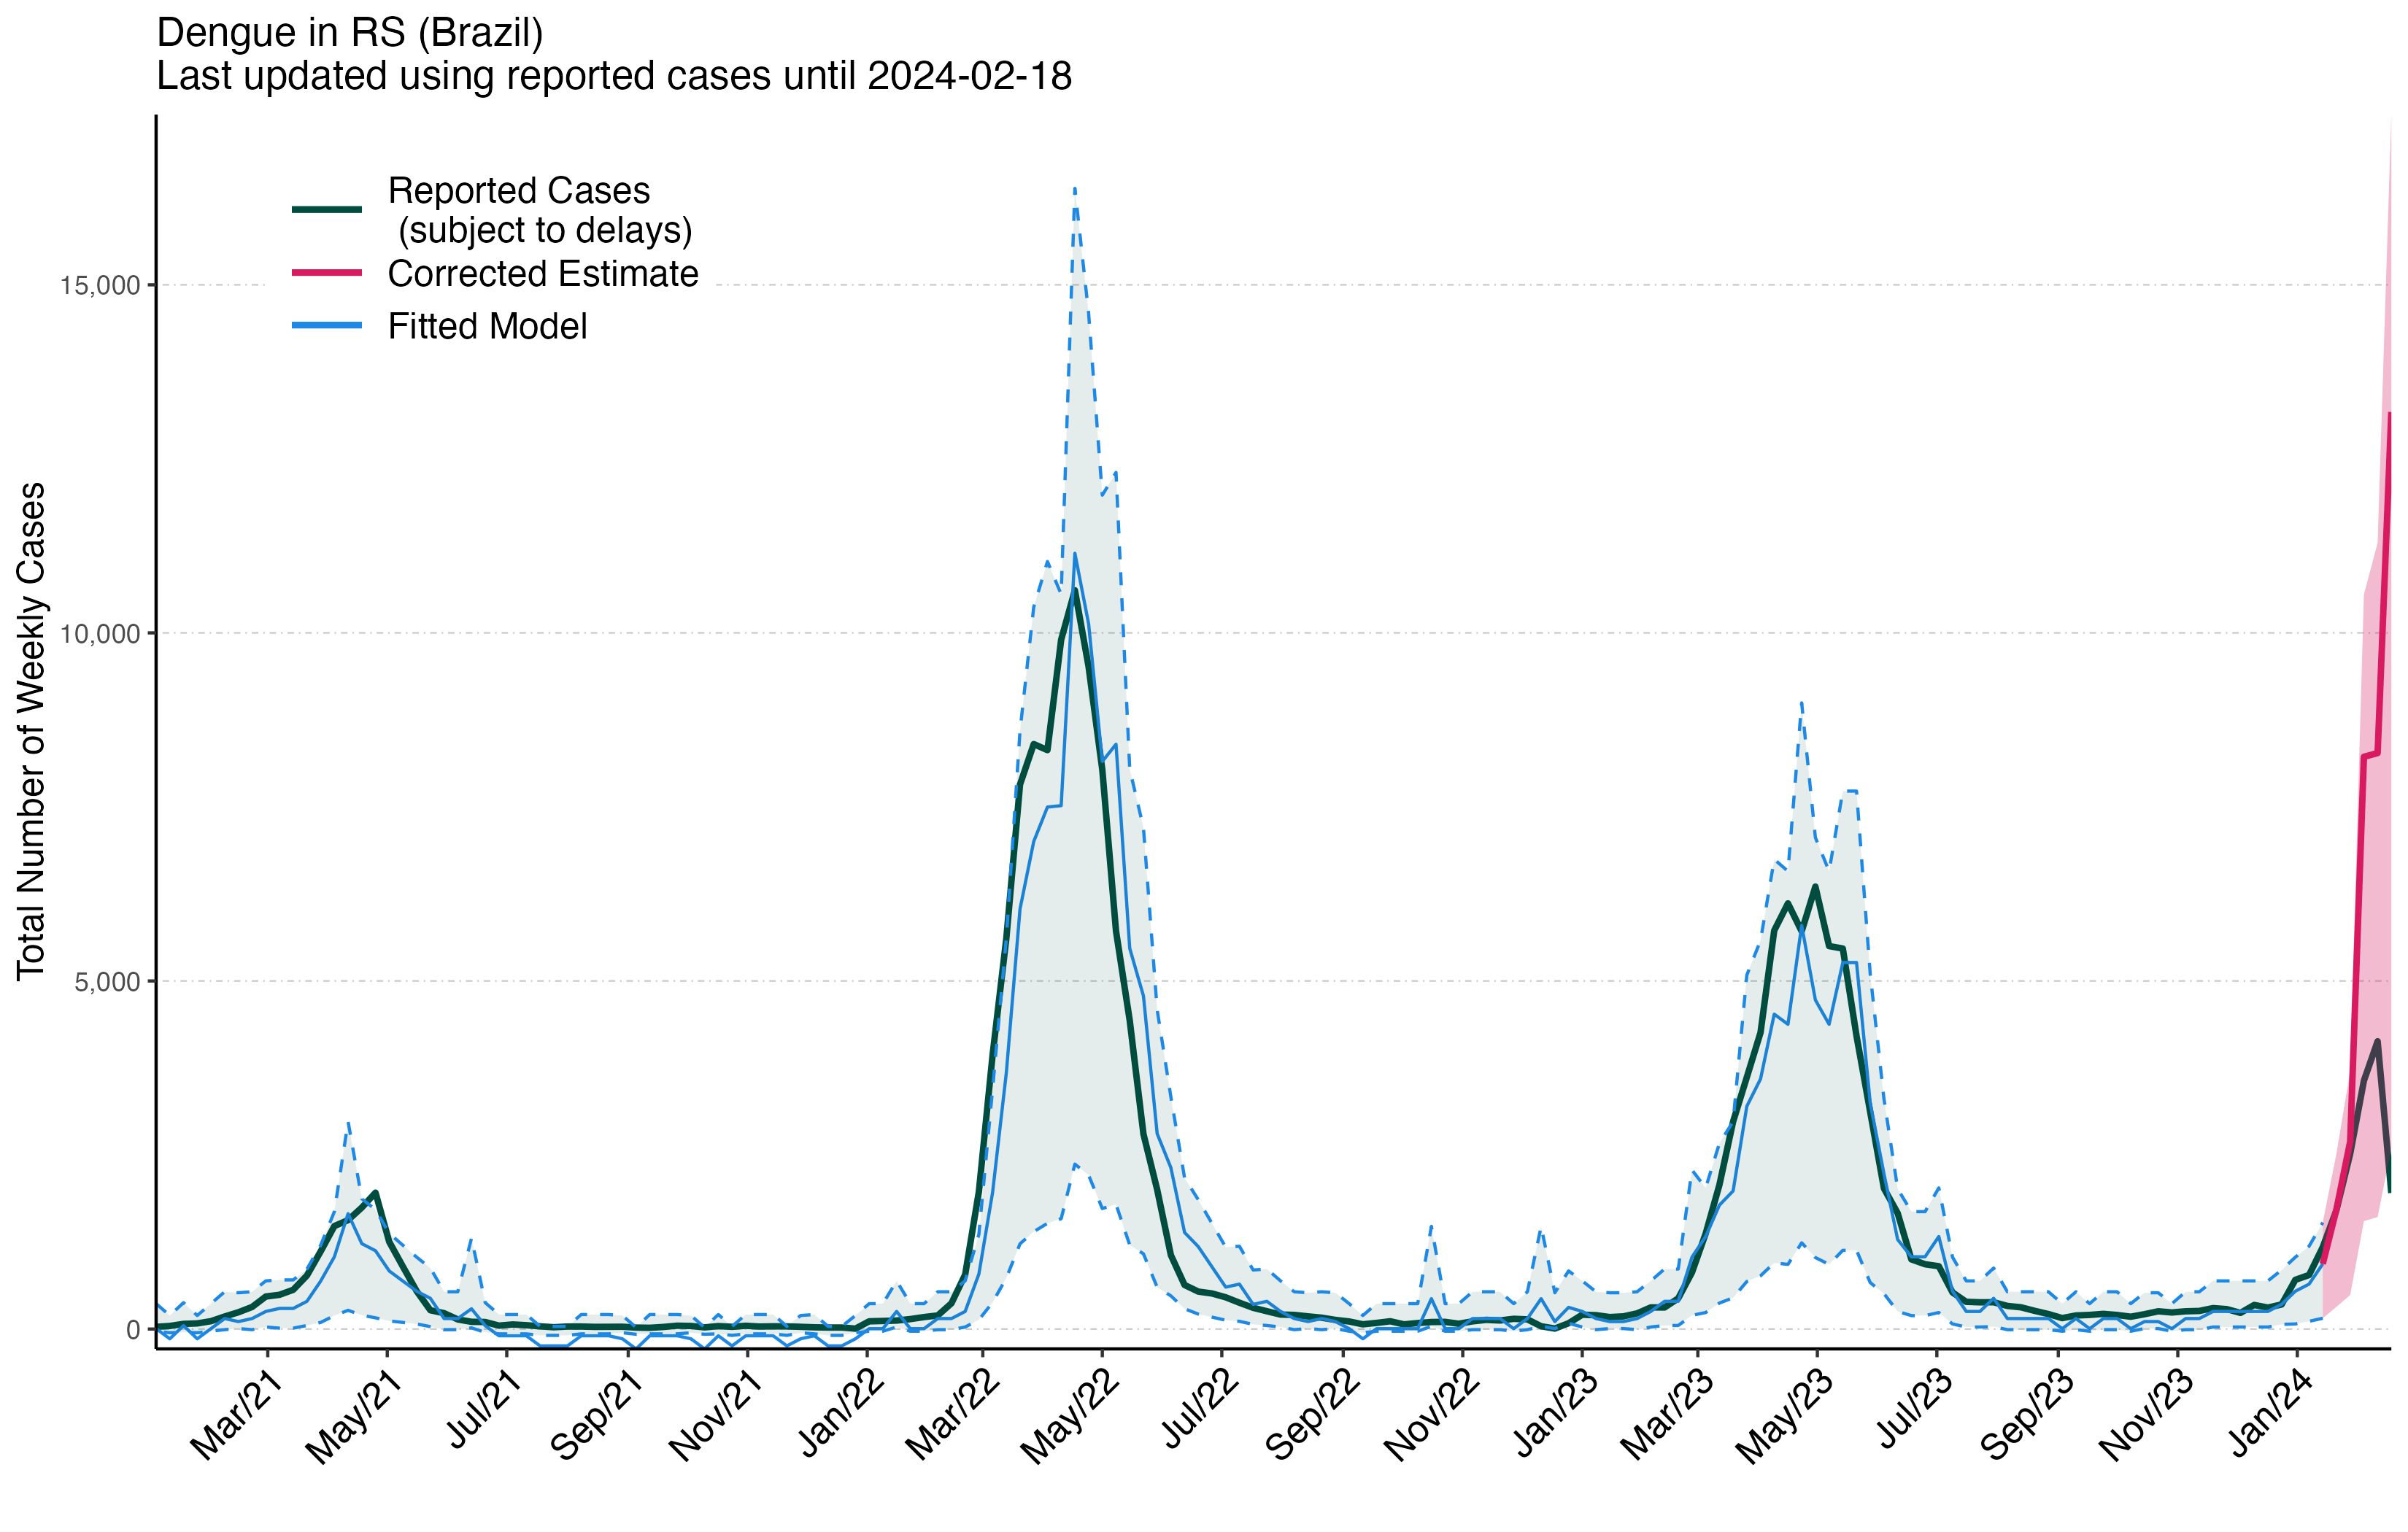 Dengue in RS (Brazil)
Last updated using reported cases until 2024-02-18
Reported Cases
(subject to delays)
Corrected Estimate
Fitted Model
Total Number of Weekly Cases
15,000
10,000
5,000
0
Mar/21
May/21
Jul/21
Sep/21
Nov/21
Jan/22
Mar/22
May/22
Jul/22
Sep/22
Nov/22
Jan/23
Mar/23
May/23
Jul/23
Sep/23
Nov/23
Jan/24